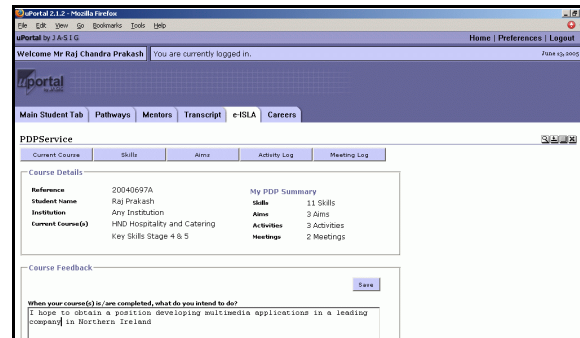 uPortal 2.1.2 - Mozilla Firefox
File Edit View Go Bookmarks Tools Help
uPortal by J A-S I G Home | Preferences | Logout
Welcome Mr Raj Chandra Prakash You are currently logged in. June 13, 2005
uportal
Main Student Tab Pathways Mentors Transcript e-ISLA Careers
PDPService
Current Course Skills Aims Activity Log Meeting Log
Course Details
Reference 20040697A My PDP Summary
Student Name Raj Prakash Skills 11 Skills
Institution Any Institution Aims 3 Aims
Current Course(s) HND Hospitality and Catering Activities 3 Activities
Key Skills Stage 4 & 5 Meetings 2 Meetings
Course Feedback
Save
When your course(s) is/are completed, what do you intend to do?
I hope to obtain a position developing multimedia applications in a leading
company in Northern Ireland